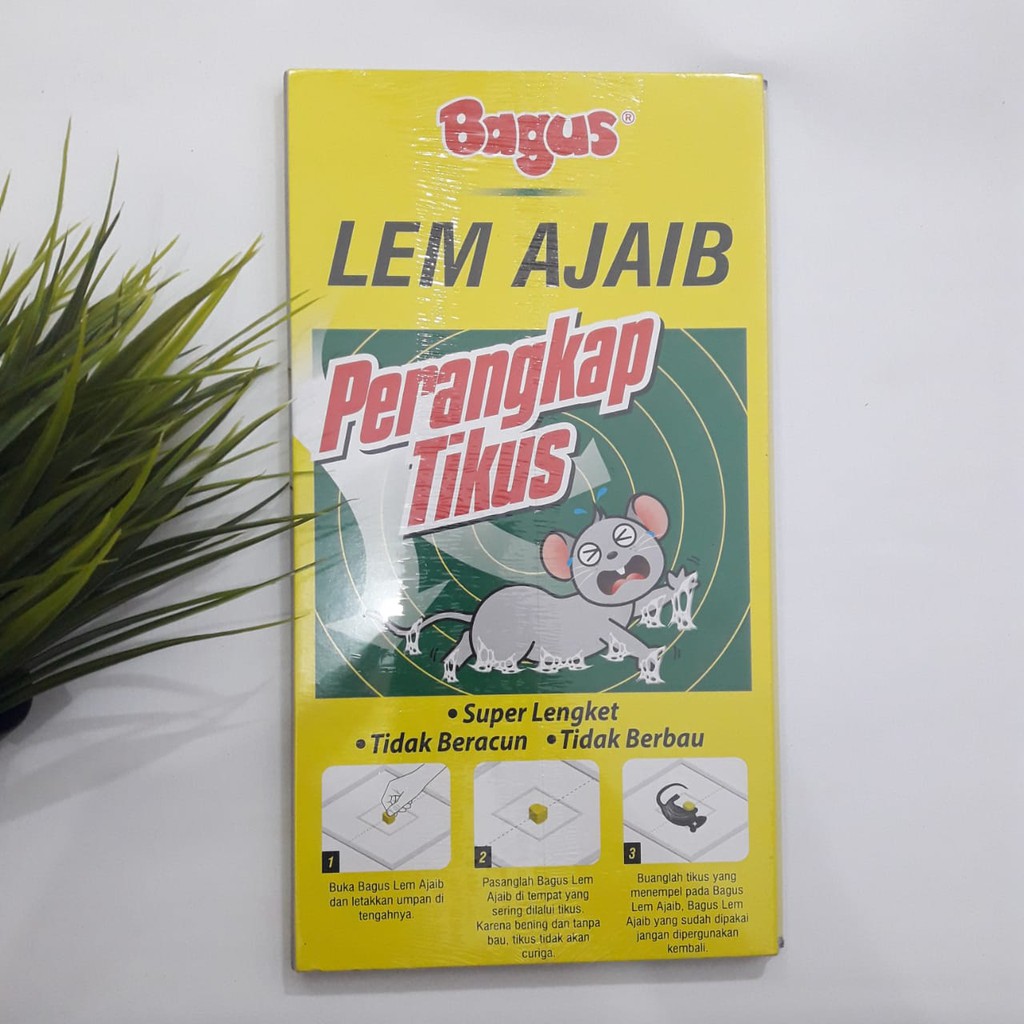 Bagus®
LEM AJAIB
Perangkap
Tikus
• Super Lengket
• Tidak Beracun • Tidak Berbau
1
Buka Bagus Lem Ajaib
dan letakkan umpan di
tengahnya.
2
Pasanglah Bagus Lem
Ajaib di tempat yang
sering dilalui tikus.
Karena bening dan tanpa
bau, tikus tidak akan
curiga.
3
Buanglah tikus yang
menempel pada Bagus
Lem Ajaib, Bagus Lem
Ajaib yang sudah dipakai
jangan dipergunakan
kembali.